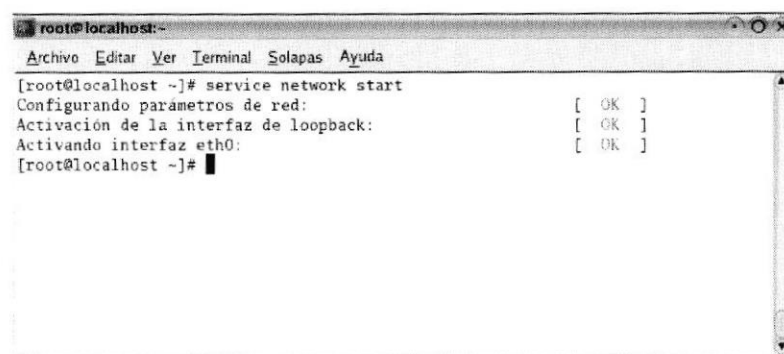 root@localhost:~
Archivo Editar Ver Terminal Solapas Ayuda
[root@localhost ~]# service network start
Configurando parámetros de red: [ OK ]
Activación de la interfaz de loopback: [ OK ]
Activando interfaz eth0: [ OK ]
[root@localhost ~]#